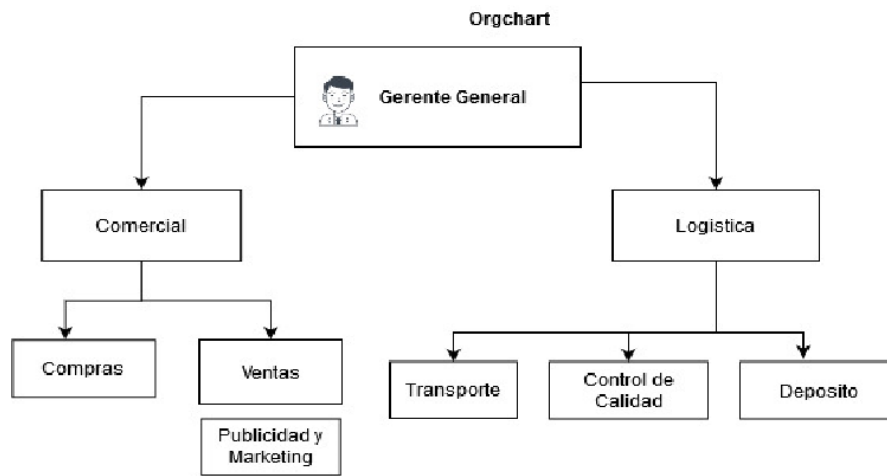 Orgchart
Gerente General
Comercial
Logistica
Compras
Ventas
Transporte
Control de
Calidad
Deposito
Publicidad y
Marketing